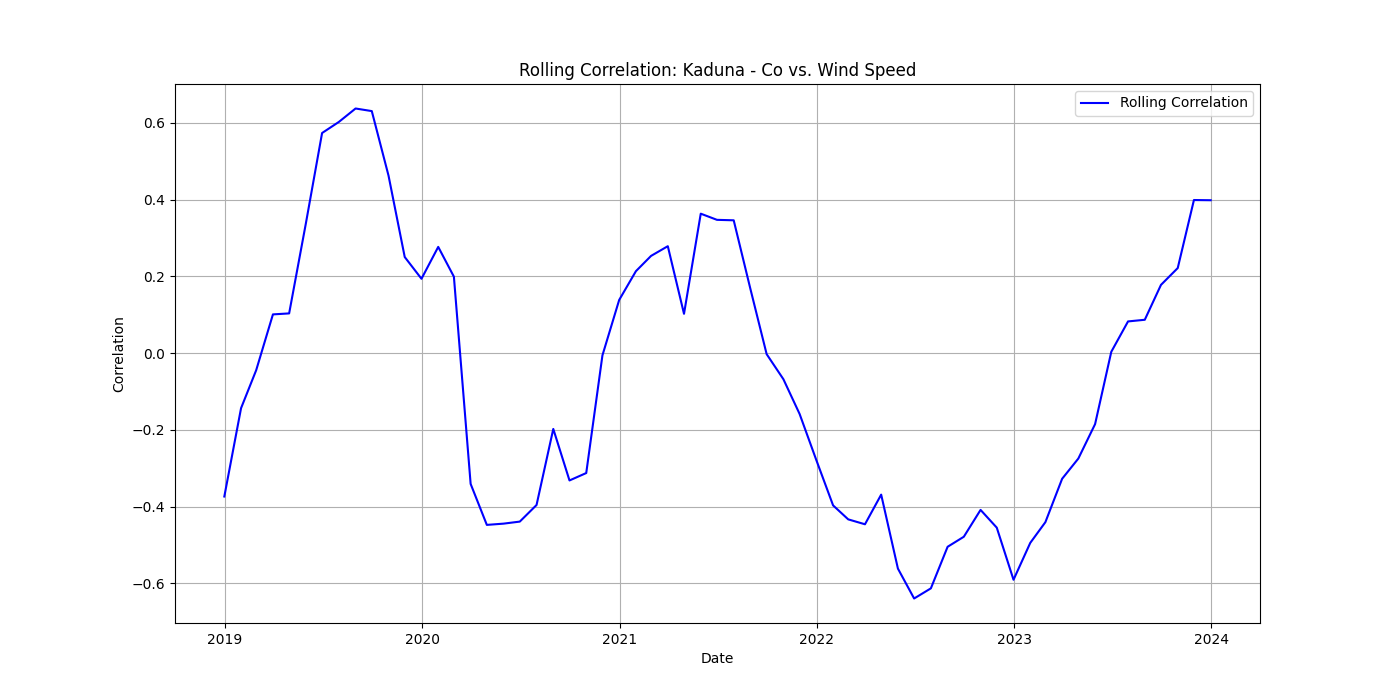 Rolling Correlation: Kaduna - Co vs. Wind Speed
Rolling Correlation
0.6
0.4
0.2
0.0
−0.2
−0.4
−0.6
Correlation
2019 2020 2021 2022 2023 2024
Date